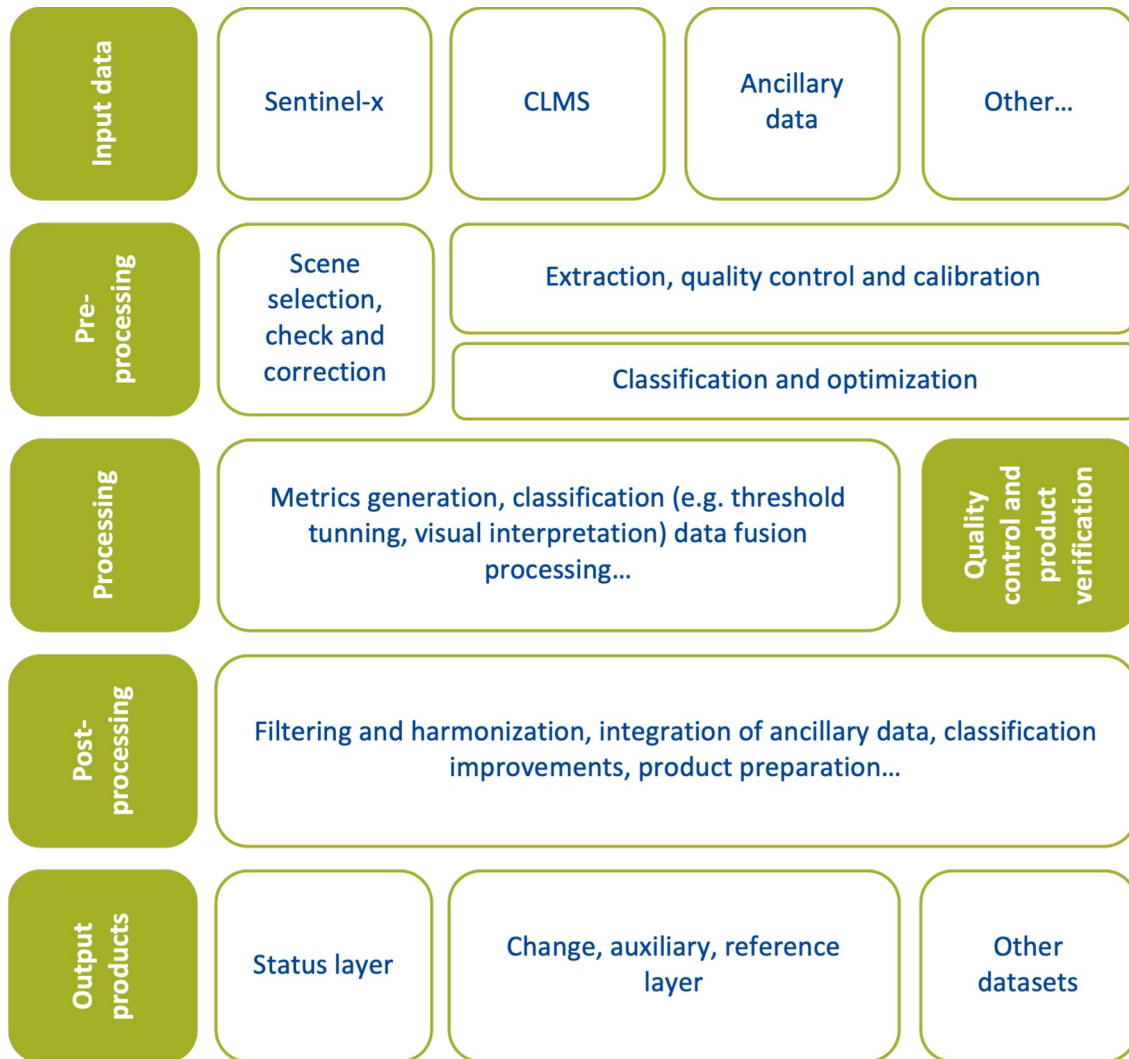 Input data
Sentinel-x
CLMS
Ancillary
data
Other...
Pre-
processing
Scene
selection,
check and
correction
Extraction, quality control and calibration
Classification and optimization
Processing
Metrics generation, classification (e.g. threshold
tunning, visual interpretation) data fusion
processing...
Quality
control and
product
verification
Post-
processing
Filtering and harmonization, integration of ancillary data, classification
improvements, product preparation...
Output
products
Status layer
Change, auxiliary, reference
layer
Other
datasets